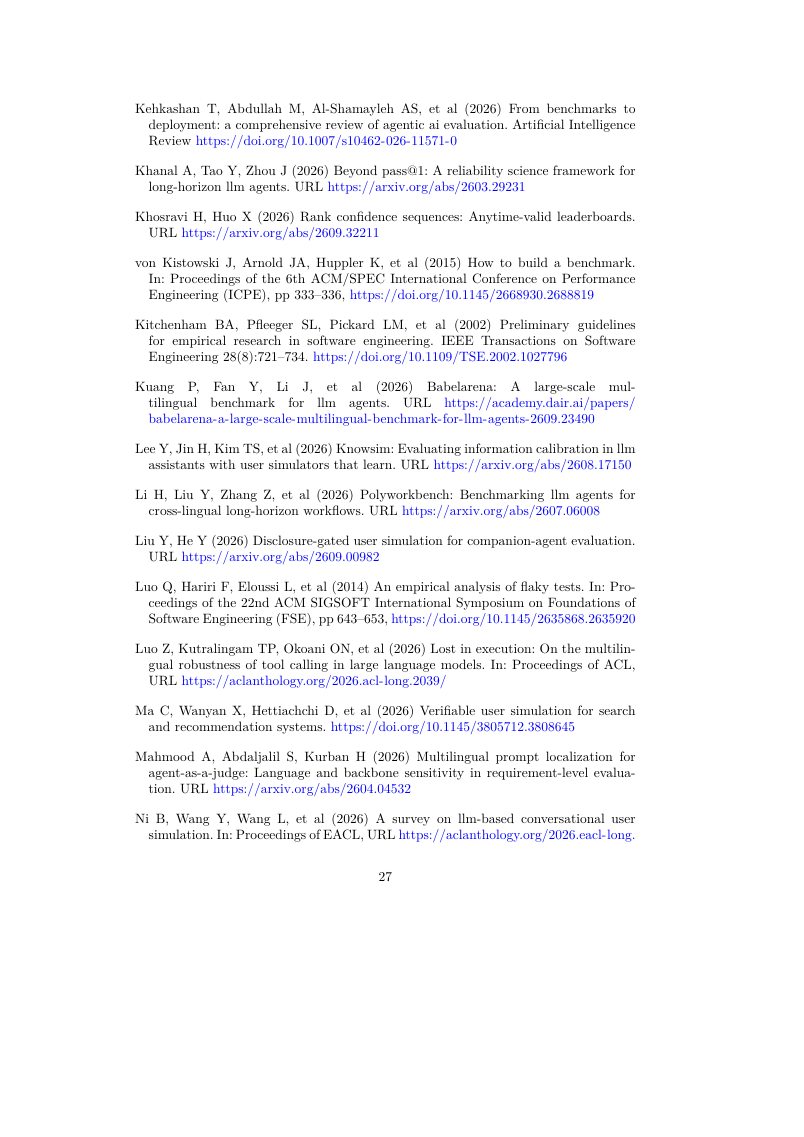 Kehkashan T, Abdullah M, Al-Shamayleh AS, et al (2026) From benchmarks to
deployment: a comprehensive review of agentic ai evaluation. Artificial Intelligence
Review https://doi.org/10.1007/s10462-026-11571-0
Khanal A, Tao Y, Zhou J (2026) Beyond pass@1: A reliability science framework for
long-horizon llm agents. URL https://arxiv.org/abs/2603.29231
Khosravi H, Huo X (2026) Rank confidence sequences: Anytime-valid leaderboards.
URL https://arxiv.org/abs/2609.32211
von Kistowski J, Arnold JA, Huppler K, et al (2015) How to build a benchmark.
In: Proceedings of the 6th ACM/SPEC International Conference on Performance
Engineering (ICPE), pp 333–336, https://doi.org/10.1145/2668930.2688819
Kitchenham BA, Pfleeger SL, Pickard LM, et al (2002) Preliminary guidelines
for empirical research in software engineering. IEEE Transactions on Software
Engineering 28(8):721–734. https://doi.org/10.1109/TSE.2002.1027796
Kuang P, Fan Y, Li J, et al (2026) Babelarena: A large-scale mul-
tilingual benchmark for llm agents. URL https://academy.dair.ai/papers/
babelarena-a-large-scale-multilingual-benchmark-for-llm-agents-2609.23490
Lee Y, Jin H, Kim TS, et al (2026) Knowsim: Evaluating information calibration in llm
assistants with user simulators that learn. URL https://arxiv.org/abs/2608.17150
Li H, Liu Y, Zhang Z, et al (2026) Polyworkbench: Benchmarking llm agents for
cross-lingual long-horizon workflows. URL https://arxiv.org/abs/2607.06008
Liu Y, He Y (2026) Disclosure-gated user simulation for companion-agent evaluation.
URL https://arxiv.org/abs/2609.00982
Luo Q, Hariri F, Eloussi L, et al (2014) An empirical analysis of flaky tests. In: Pro-
ceedings of the 22nd ACM SIGSOFT International Symposium on Foundations of
Software Engineering (FSE), pp 643–653, https://doi.org/10.1145/2635868.2635920
Luo Z, Kutralingam TP, Okoani ON, et al (2026) Lost in execution: On the multilin-
gual robustness of tool calling in large language models. In: Proceedings of ACL,
URL https://aclanthology.org/2026.acl-long.2039/
Ma C, Wanyan X, Hettiachchi D, et al (2026) Verifiable user simulation for search
and recommendation systems. https://doi.org/10.1145/3805712.3808645
Mahmood A, Abdaljalil S, Kurban H (2026) Multilingual prompt localization for
agent-as-a-judge: Language and backbone sensitivity in requirement-level evalua-
tion. URL https://arxiv.org/abs/2604.04532
Ni B, Wang Y, Wang L, et al (2026) A survey on llm-based conversational user
simulation. In: Proceedings of EACL, URL https://aclanthology.org/2026.eacl-long.
27